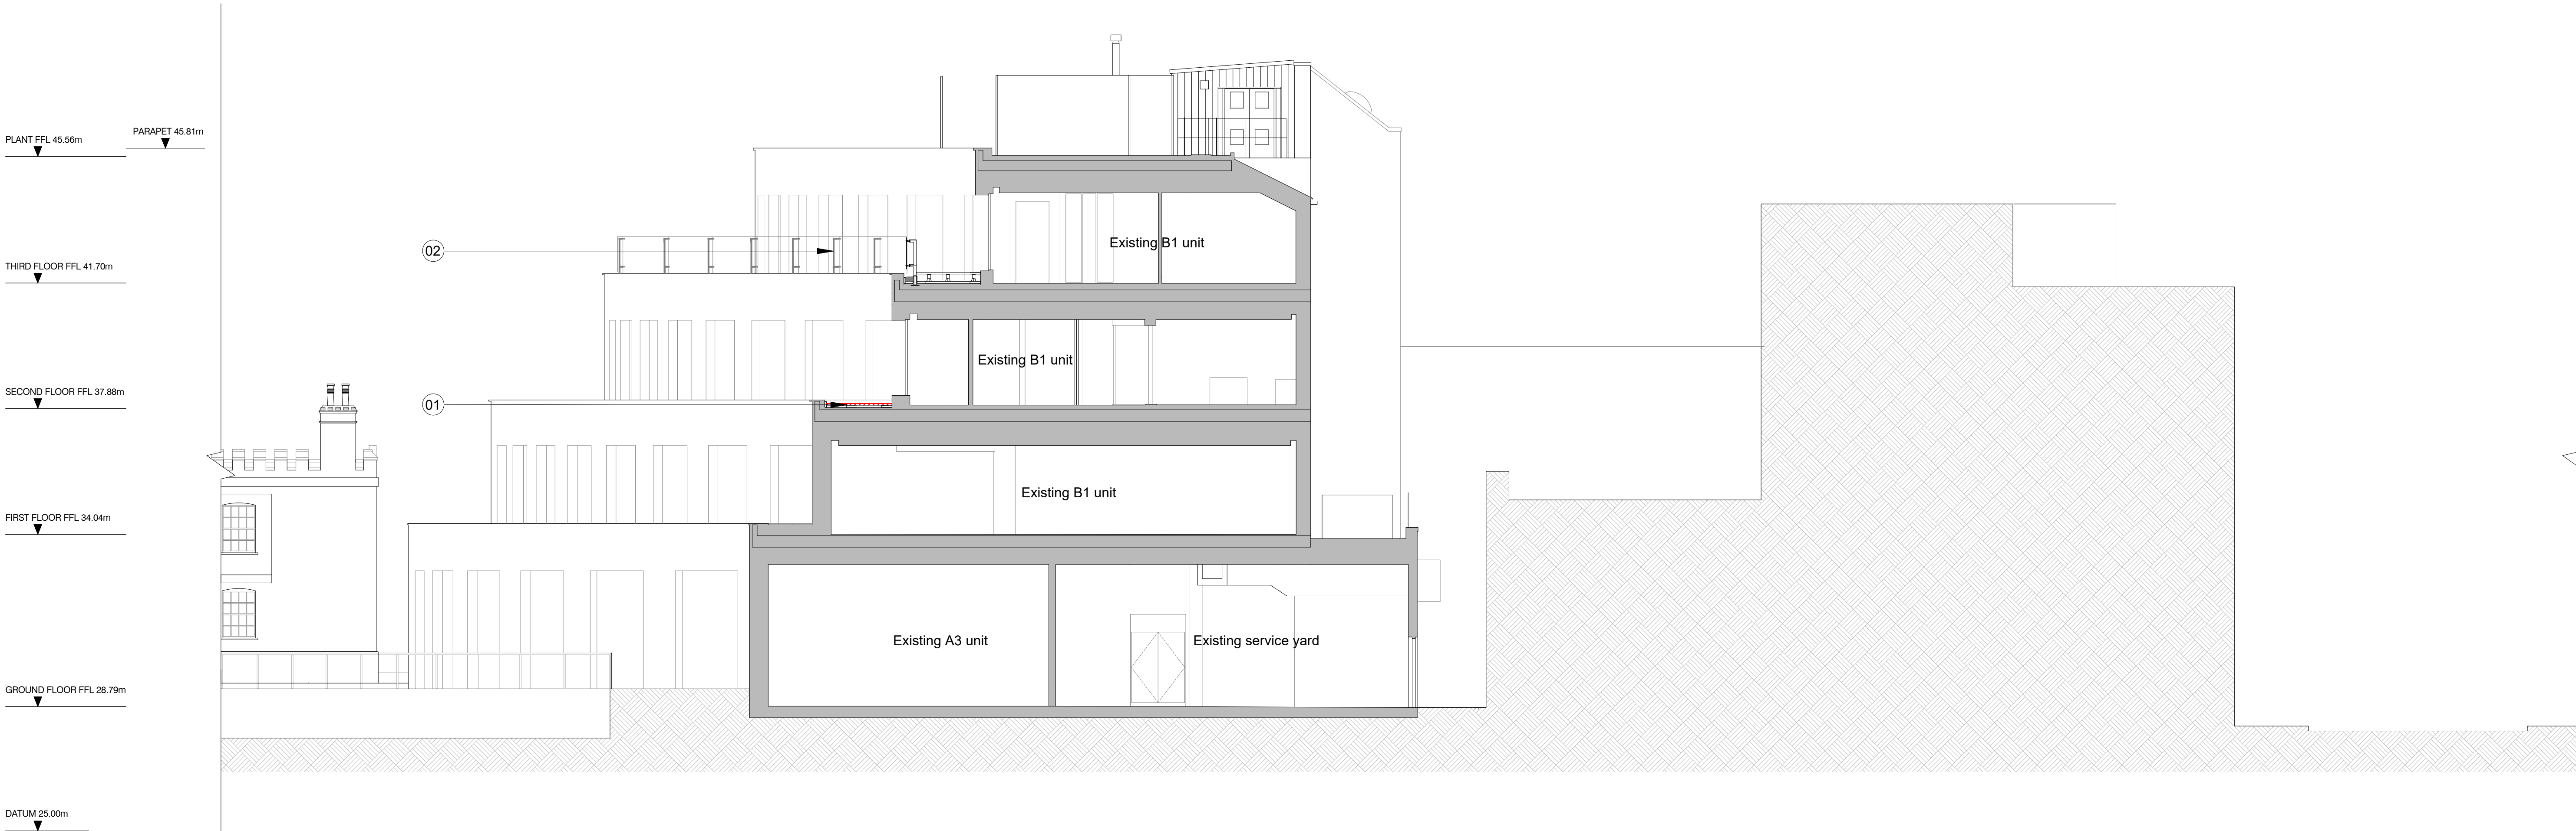 PARAPET 45.81m
PLANT FFL 45.56m
Existing B1 unit
02
THIRD FLOOR FFL 41.70m
Existing B1 unit
SECOND FLOOR FFL 37.88m
01
Existing B1 unit
FIRST FLOOR FFL 34.04m
Existing A3 unit
Existing service yard
GROUND FLOOR FFL 28.79m
DATUM 25.00m